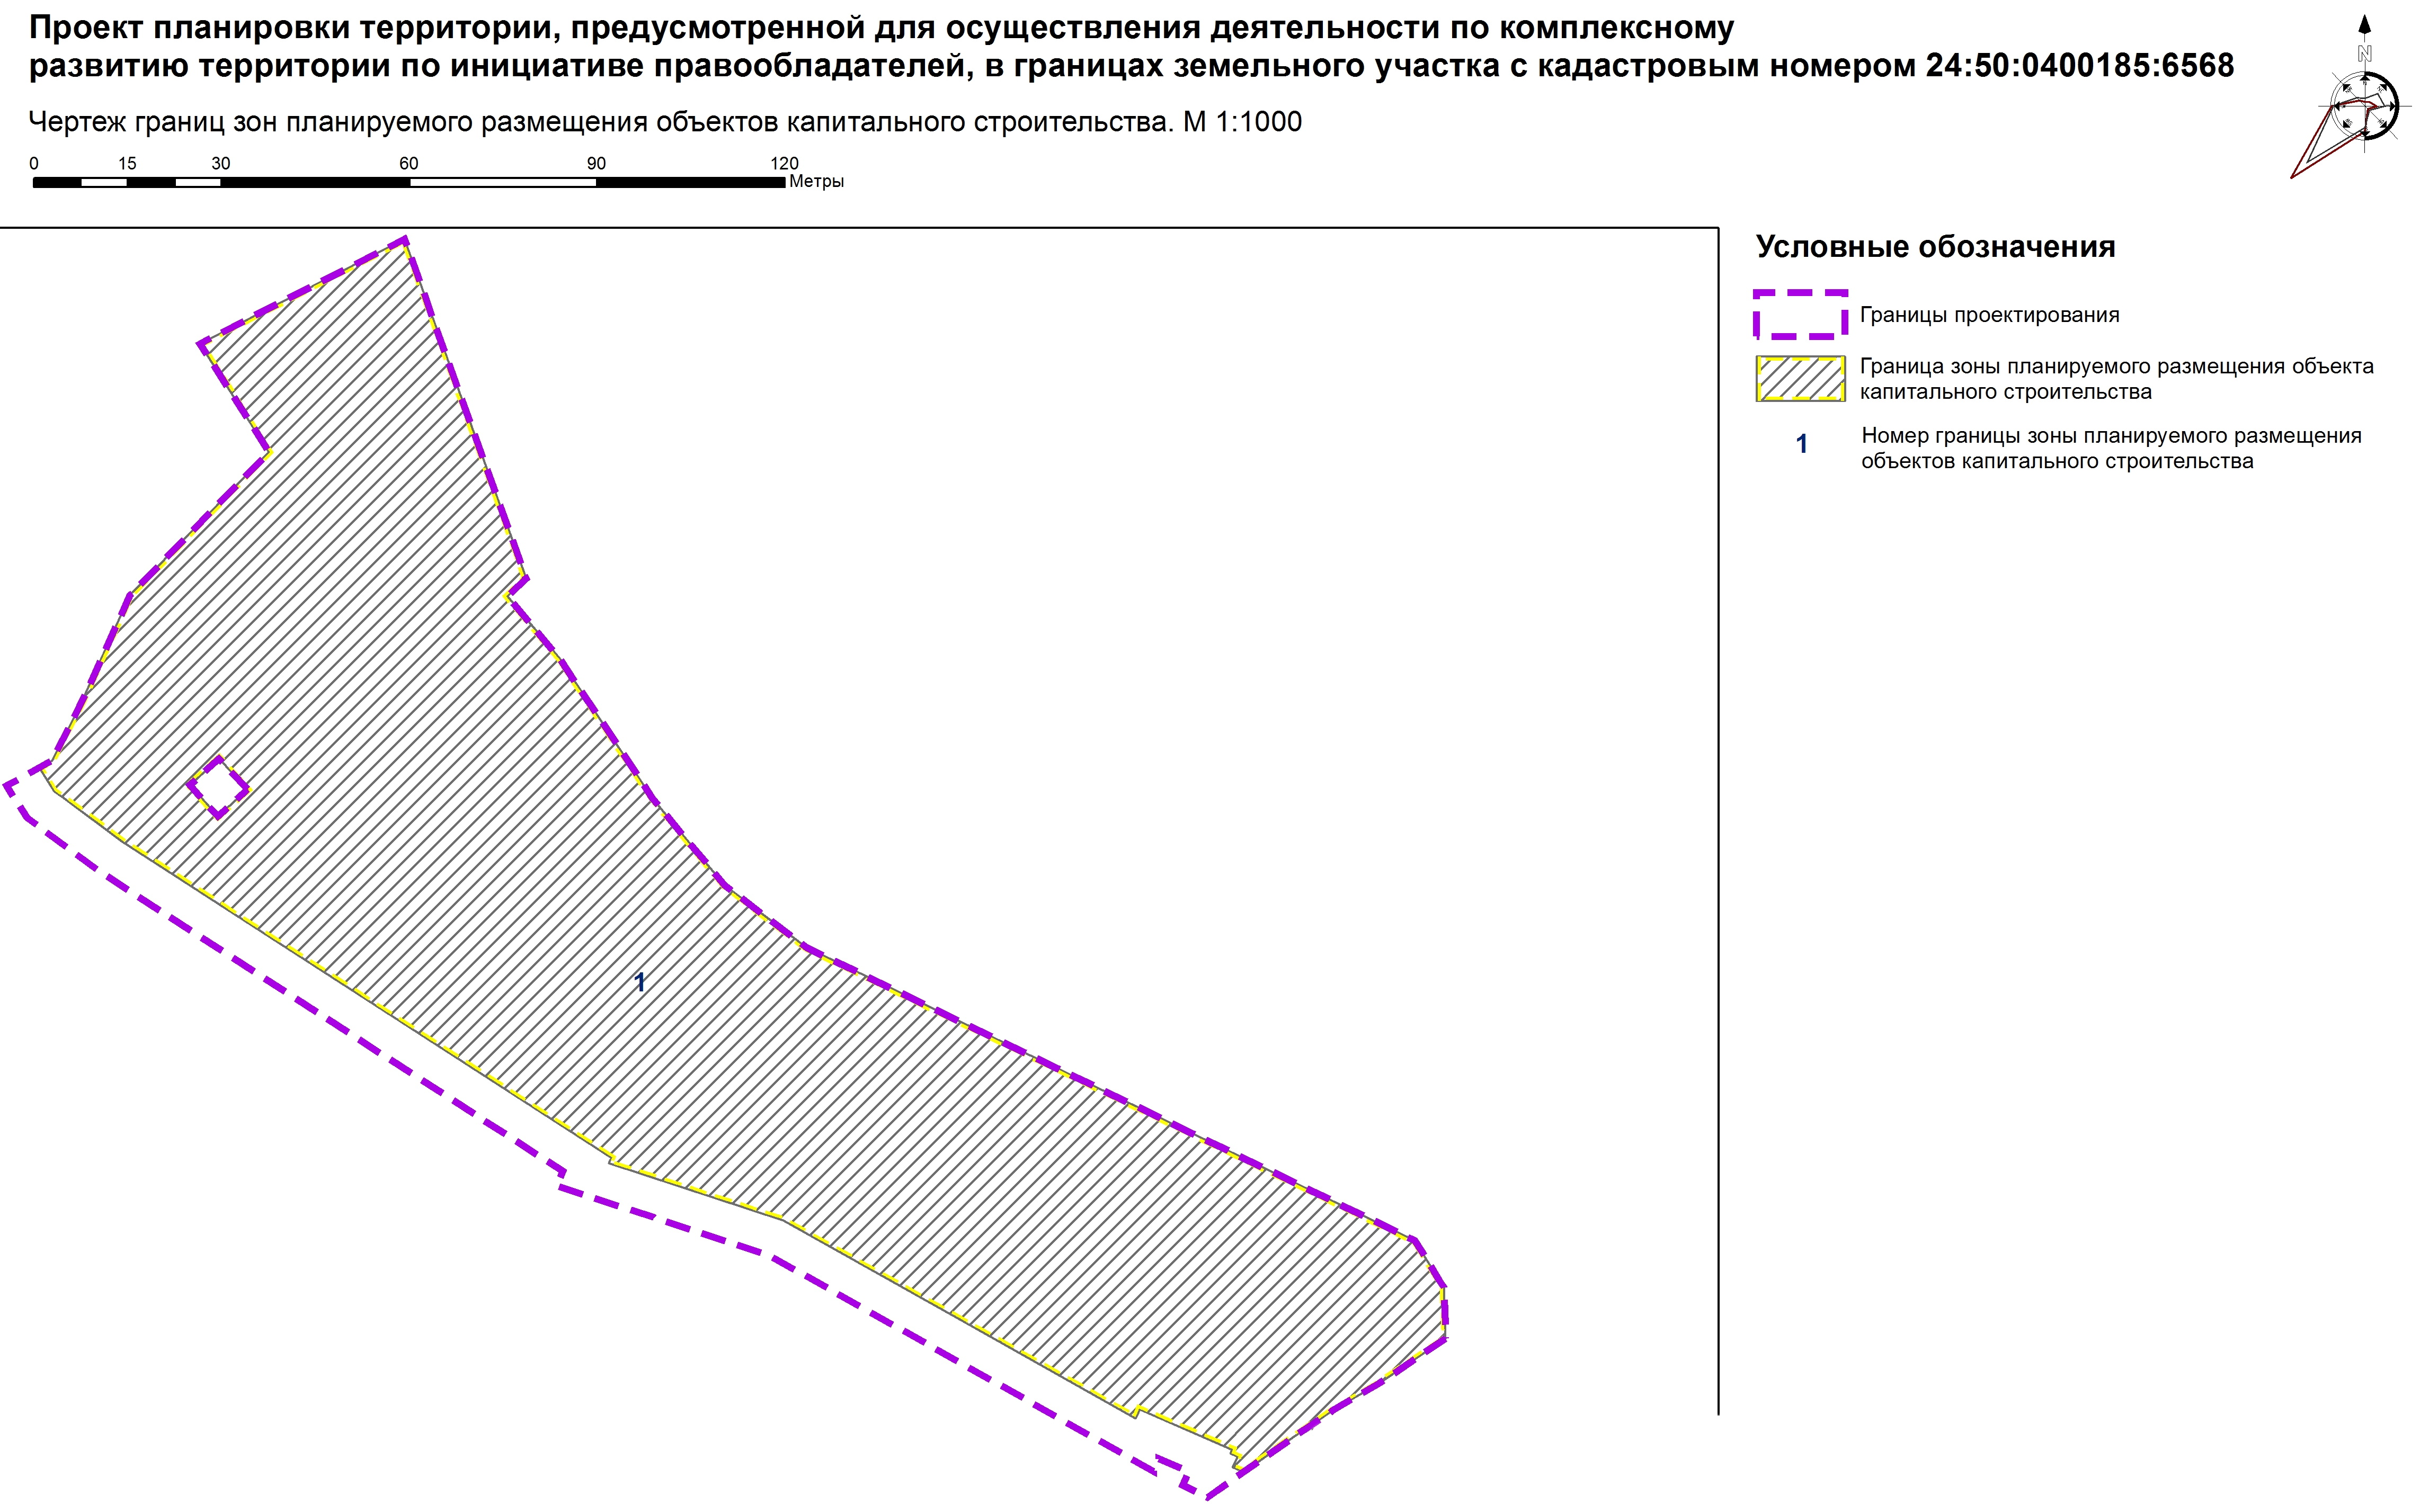 Проект планировки территории, предусмотренной для осуществления деятельности по комплексному
развитию территории по инициативе правообладателей, в границах земельного участка с кадастровым номером 24:50:0400185:6568
N
Чертеж границ зон планируемого размещения объектов капитального строительства. М 1:1000
0 15 30 60 90 120
Метры
Условные обозначения
Границы проектирования
Граница зоны планируемого размещения объекта
капитального строительства
1 Номер границы зоны планируемого размещения
объектов капитального строительства
1